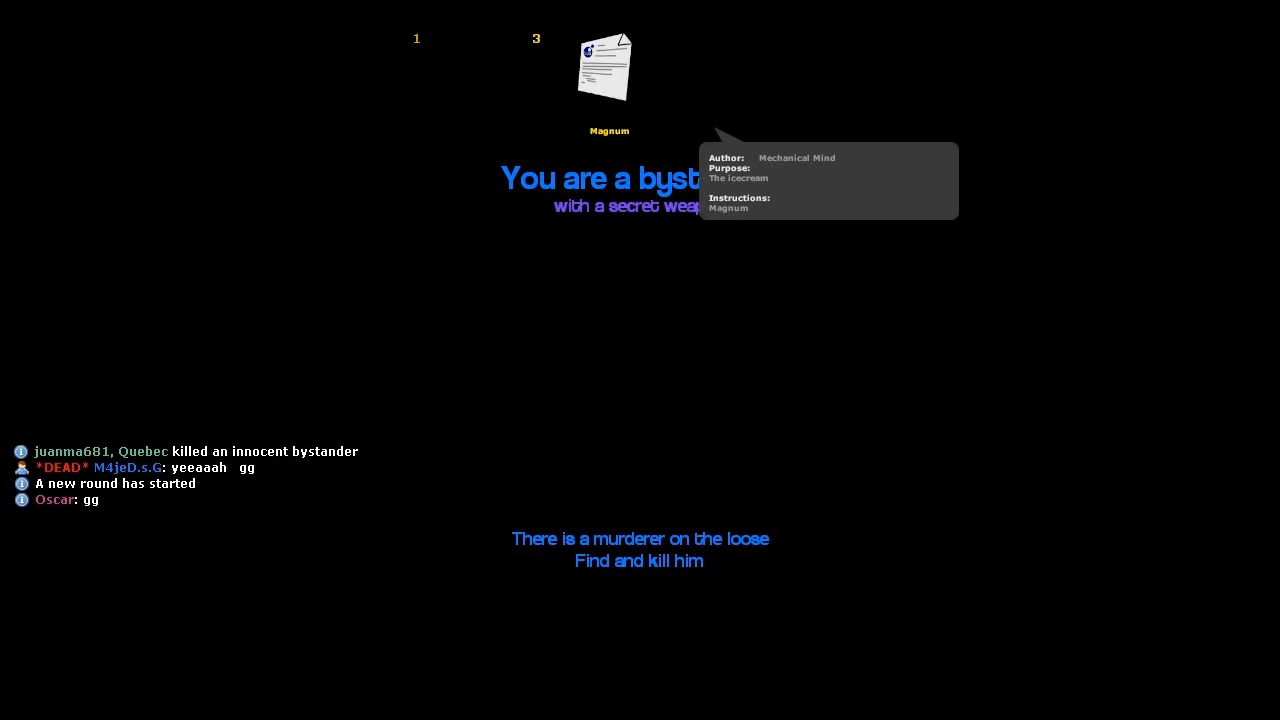 1 3
Magnum
Author: Mechanical Mind
Purpose:
The icecream
Instructions:
Magnum
You are a byst
with a secret weap
juanma681, Quebec killed an innocent bystander
*DEAD* M4jeD.s.G: yeeaaah gg
A new round has started
Oscar: gg
There is a murderer on the loose
Find and kill him